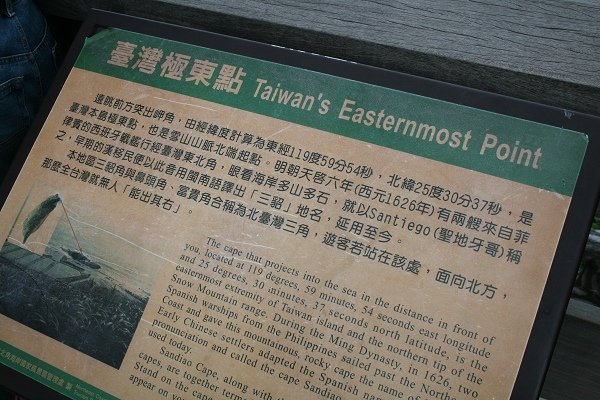 臺灣極東點 Taiwan's Easternmost Point
遠眺前方突出岬角，由經緯度計算為東經119度59分54秒，北緯25度30分37秒，是
臺灣本島極東點，也是雪山山脈北端起點。明朝天啓六年(西元1626年)有兩艘來自菲
律賓的西班牙戰艦行經臺灣東北角，眼看海岸多山多石，就以Santiego(聖地牙哥)稱
之，早期的漢移民便以此音用閩南語譯出「三貂」地名，延用至今。
本地區三貂角與鼻頭角、富貴角合稱為北臺灣三角，遊客若站在該處，面向北方，
那麼全台灣就無人「能出其右」。
The cape that projects into the sea in the distance in front of
you, located at 119 degrees, 59 minutes, 54 seconds east longitude
and 25 degrees, 30 minutes, 37 seconds north latitude, is the
easternmost extremity of Taiwan Island and the northern tip of the
Snow Mountain range. During the Ming Dynasty, in 1626, two
Spanish warships from the Philippines sailed past the Northe
Coast and gave this mountainous, rocky cape the name of
Early Chinese settlers adapted the Spanish nam
pronunciation and called the cape Sandiao
used today.
Sandiao Cape, along with
capes, are together terme
Stand on the cape
appear on yo